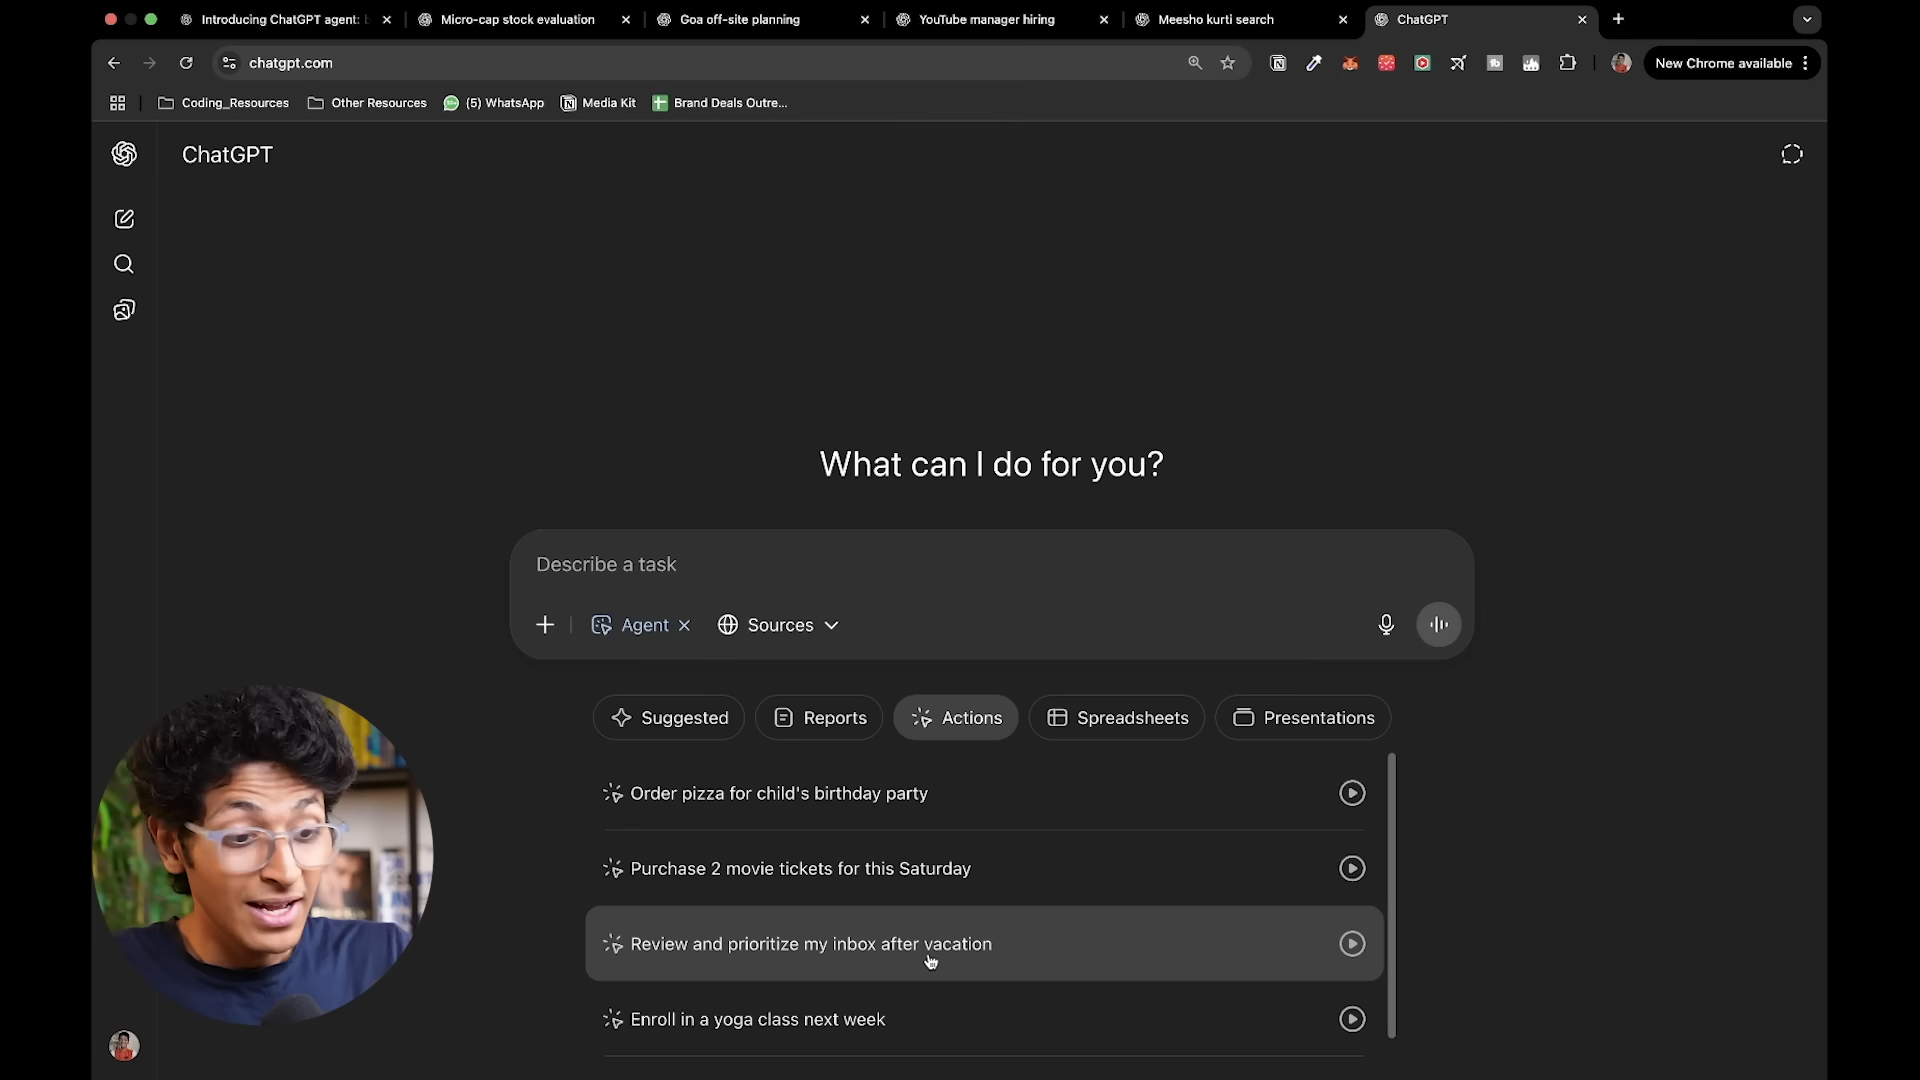 Introducing ChatGPT agent:
Micro-cap stock evaluation
Goa off-site planning
YouTube manager hiring
Meesho kurti search
ChatGPT
chatgpt.com
New Chrome available
Coding_Resources
Other Resources
(5) WhatsApp
Media Kit
Brand Deals Outre...
ChatGPT
What can I do for you?
Describe a task
Agent
Sources
Suggested
Reports
Actions
Spreadsheets
Presentations
Order pizza for child's birthday party
Purchase 2 movie tickets for this Saturday
Review and prioritize my inbox after vacation
Enroll in a yoga class next week